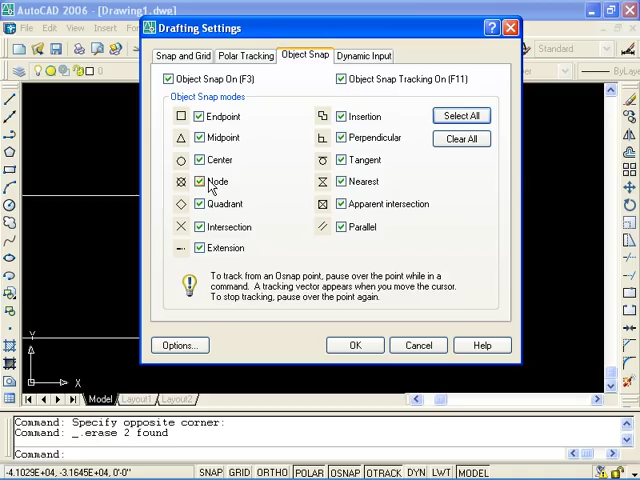 AutoCAD 2006 - [Drawing1.dwg]
File Edit View Insert
Standard
ByLayer
0
Drafting Settings
Snap and Grid Polar Tracking Object Snap Dynamic Input
Object Snap On (F3) Object Snap Tracking On (F11)
Object Snap modes
Endpoint Insertion Select All
Midpoint Perpendicular Clear All
Center Tangent
Node Nearest
Quadrant Apparent intersection
Intersection Parallel
Extension
To track from an Osnap point, pause over the point while in a
command. A tracking vector appears when you move the cursor.
To stop tracking, pause over the point again.
Options... OK Cancel Help
Y
X
Model Layout1 Layout2
Command: Specify opposite corner:
Command: _.erase 2 found
Command:
-4.1029E+04, -3.1645E+04, 0'-0" SNAP GRID ORTHO POLAR OSNAP OTRACK DYN LWT MODEL